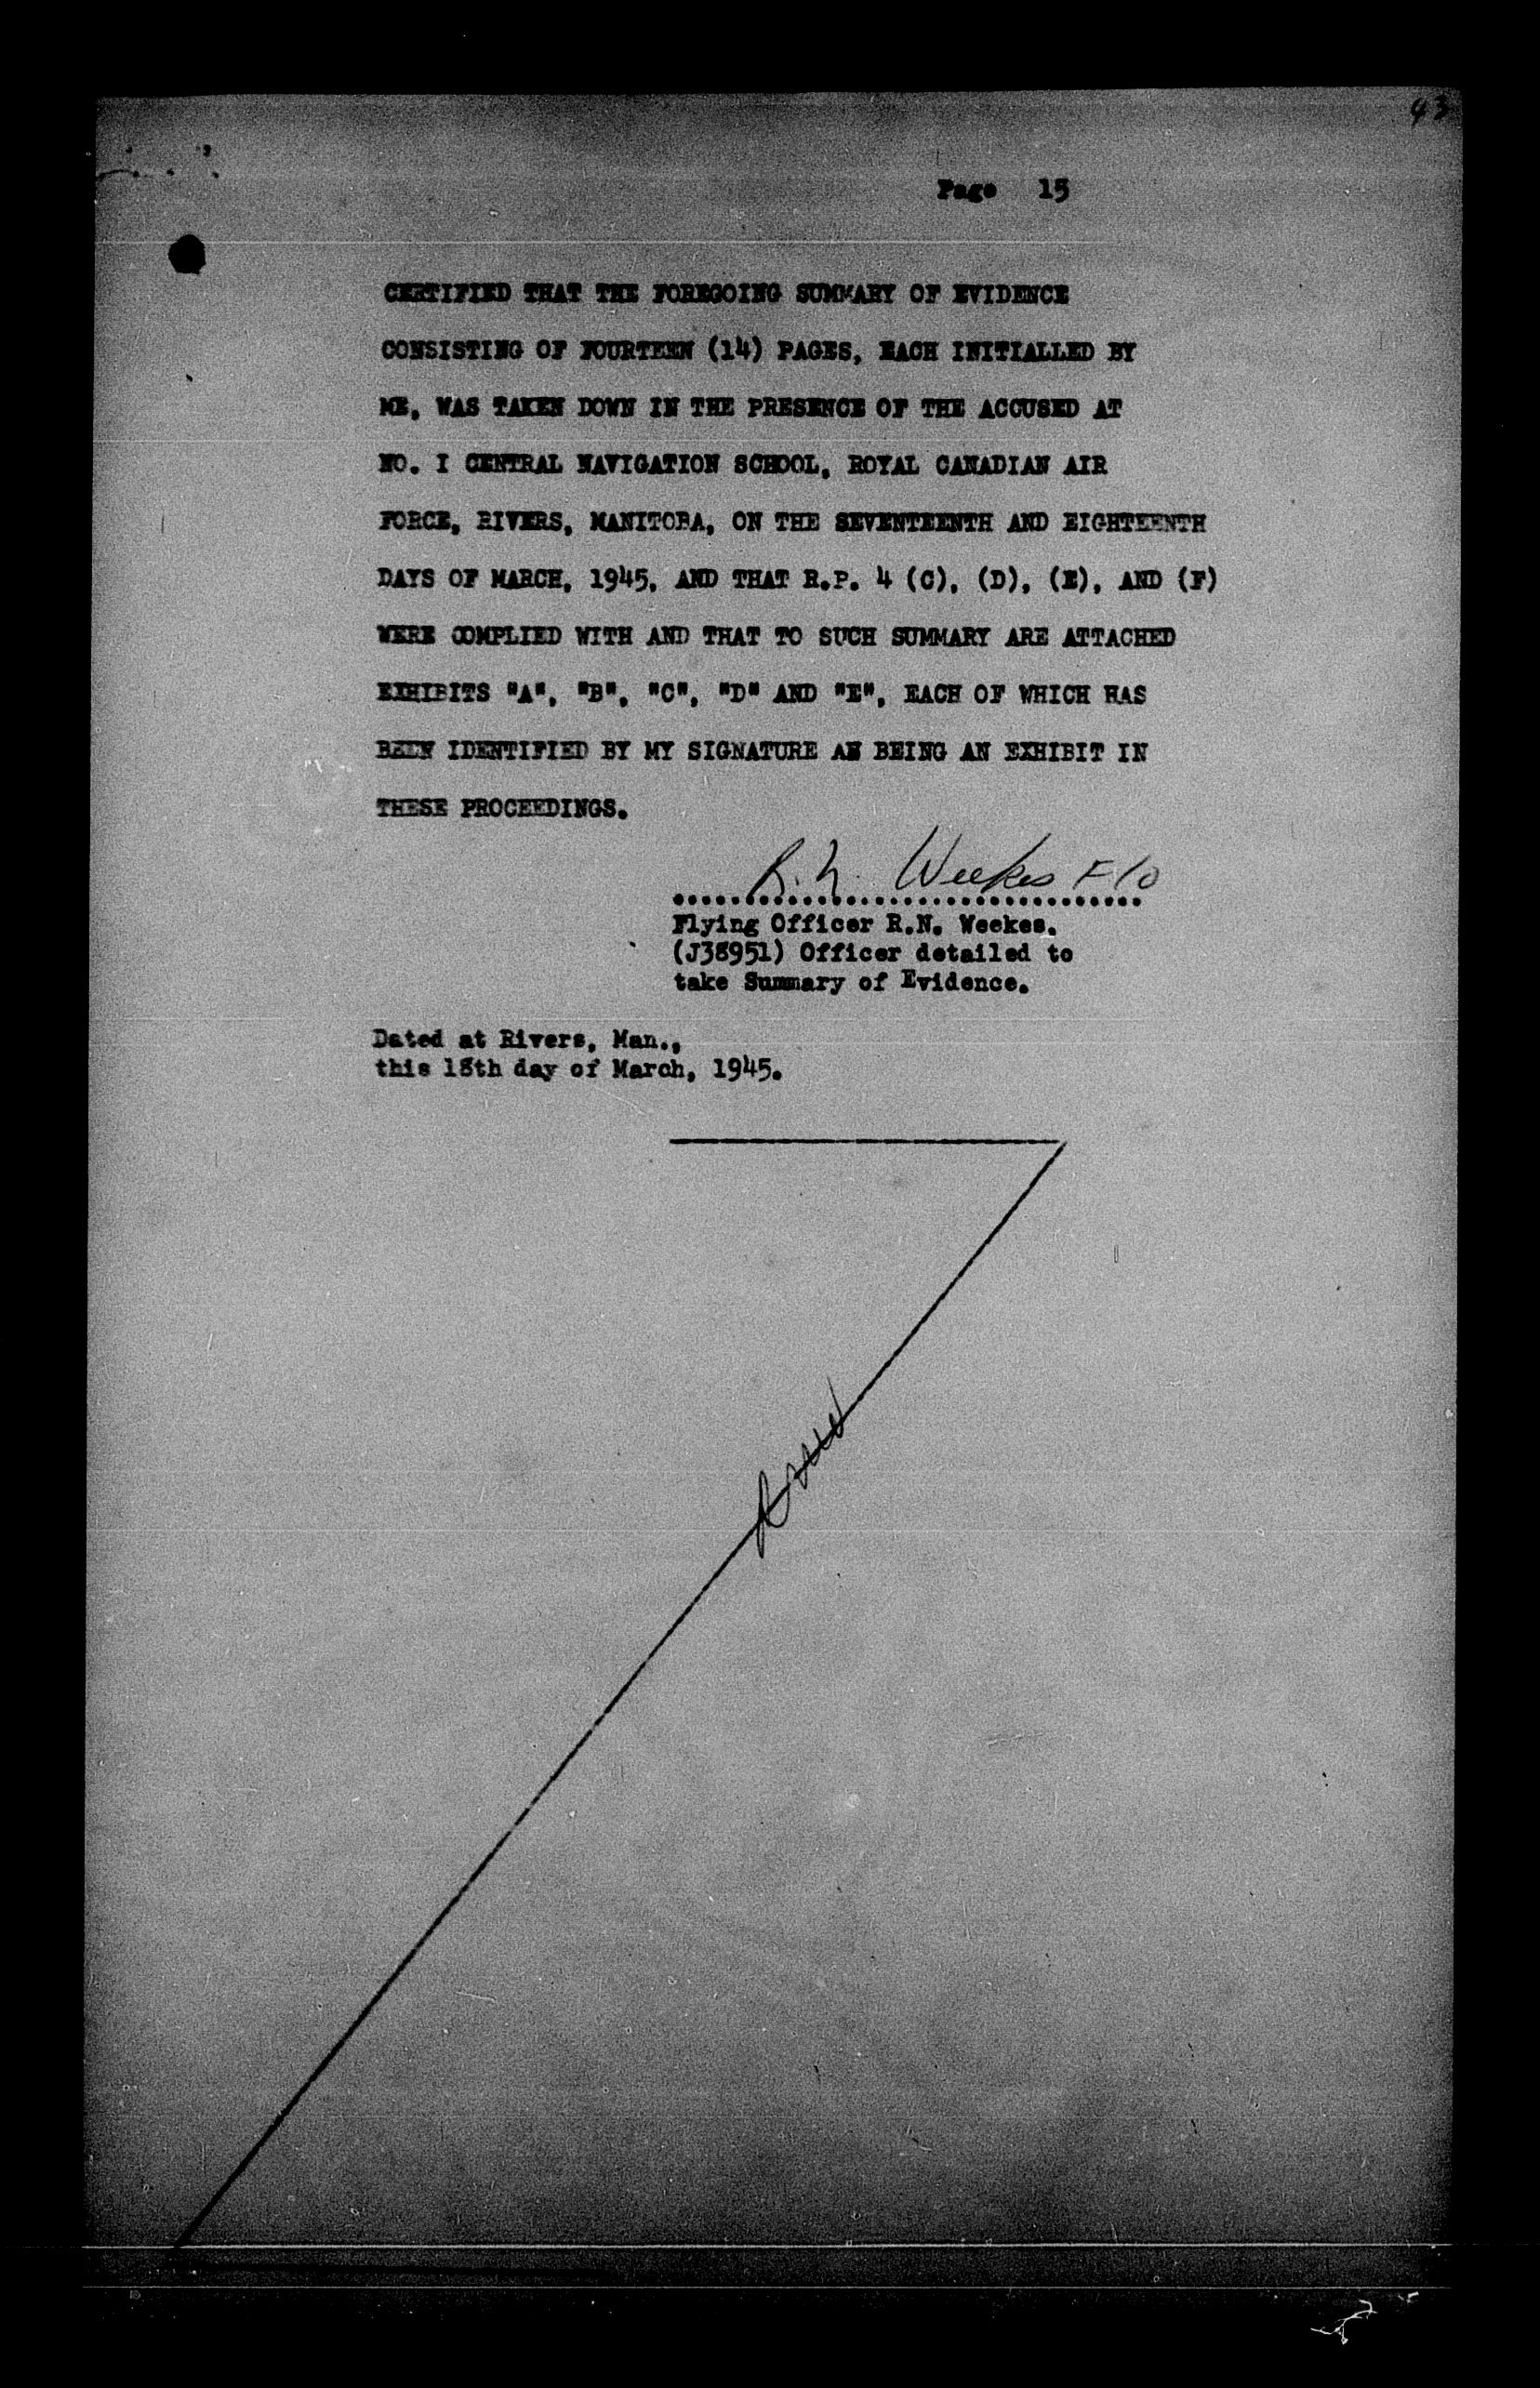 43
Page 15
CERTIFIED THAT THE FOREGOING SUMMARY OF EVIDENCE
CONSISTING OF FOURTEEN (14) PAGES, EACH INITIALLED BY
ME, WAS TAKEN DOWN IN THE PRESENCE OF THE ACCUSED AT
NO. I CENTRAL NAVIGATION SCHOOL, ROYAL CANADIAN AIR
FORCE, RIVERS, MANITOBA, ON THE SEVENTEENTH AND EIGHTEENTH
DAYS OF MARCH, 1945, AND THAT R.P. 4 (C), (D), (E), AND (F)
WERE COMPLIED WITH AND THAT TO SUCH SUMMARY ARE ATTACHED
EXHIBITS "A", "B", "C", "D" AND "E", EACH OF WHICH HAS
BEEN IDENTIFIED BY MY SIGNATURE AS BEING AN EXHIBIT IN
THESE PROCEEDINGS.
R.N. Weekes F/O
Flying Officer R.N. Weekes.
(J38951) Officer detailed to
take Summary of Evidence.
Dated at Rivers, Man.,
this 18th day of March, 1945.